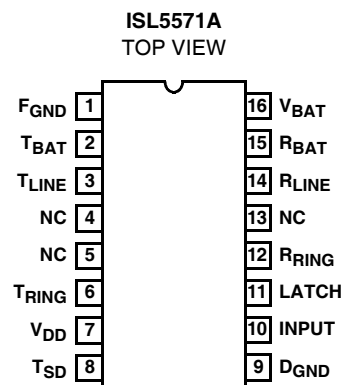 ISL5571A
TOP VIEW
FGND 1 16 VBAT
TBAT 2 15 RBAT
TLINE 3 14 RLINE
NC 4 13 NC
NC 5 12 RRING
TRING 6 11 LATCH
VDD 7 10 INPUT
TSD 8 9 DGND